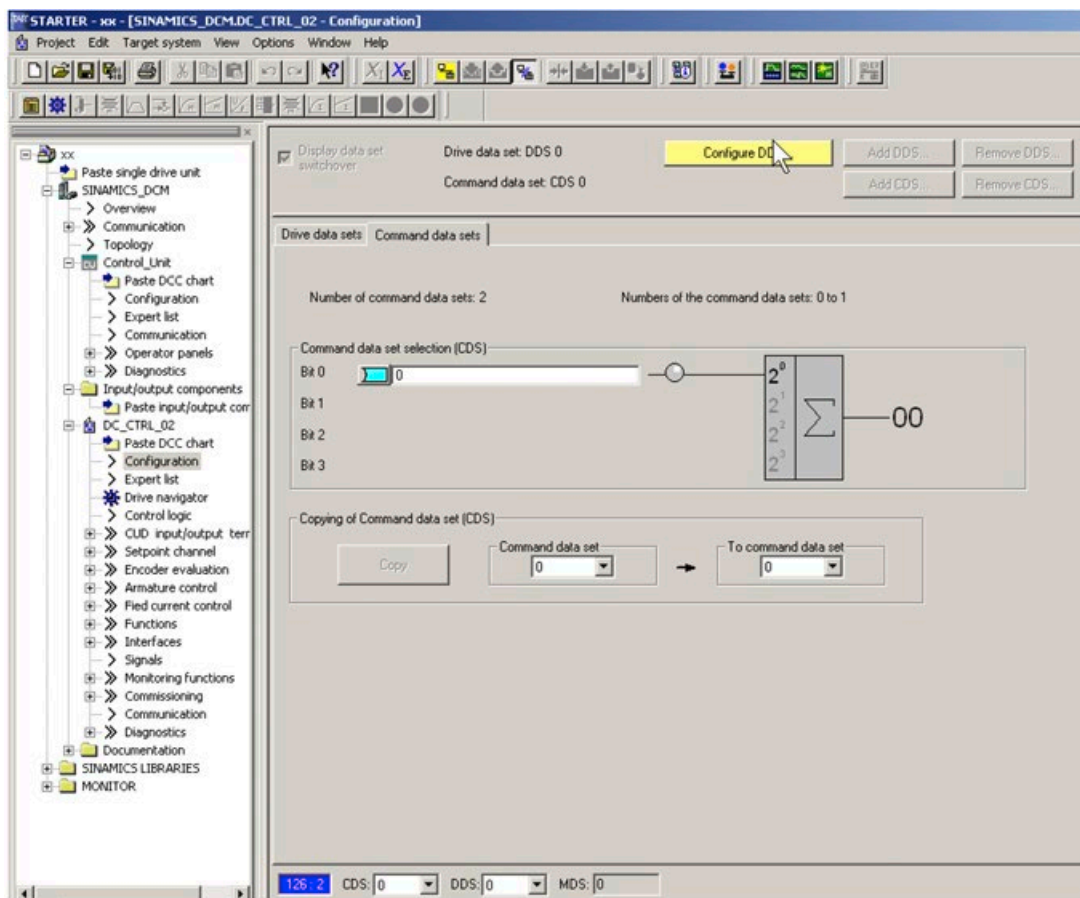 STARTER - xx - [SINAMICS_DCM.DC_CTRL_02 - Configuration]
Project Edit Target system View Options Window Help
xx
Paste single drive unit
SINAMICS_DCM
Overview
Communication
Topology
Control_Unit
Paste DCC chart
Configuration
Expert list
Communication
Operator panels
Diagnostics
Input/output components
Paste input/output com
DC_CTRL_02
Paste DCC chart
Configuration
Expert list
Drive navigator
Control logic
CUD input/output terr
Setpoint channel
Encoder evaluation
Armature control
Fied current control
Functions
Interfaces
Signals
Monitoring functions
Commissioning
Communication
Diagnostics
Documentation
SINAMICS LIBRARIES
MONITOR
Display data set
switchover
Drive data set: DDS 0
Configure DD
Add DDS...
Remove DDS...
Command data set: CDS 0
Add CDS...
Remove CDS...
Drive data sets
Command data sets
Number of command data sets: 2
Numbers of the command data sets: 0 to 1
Command data set selection (CDS)
Bit 0
0
Bit 1
Bit 2
Bit 3
2⁰
2¹
2²
2³
Σ
00
Copying of Command data set (CDS)
Copy
Command data set
0
To command data set
0
126 : 2 CDS: 0 DDS: 0 MDS: 0